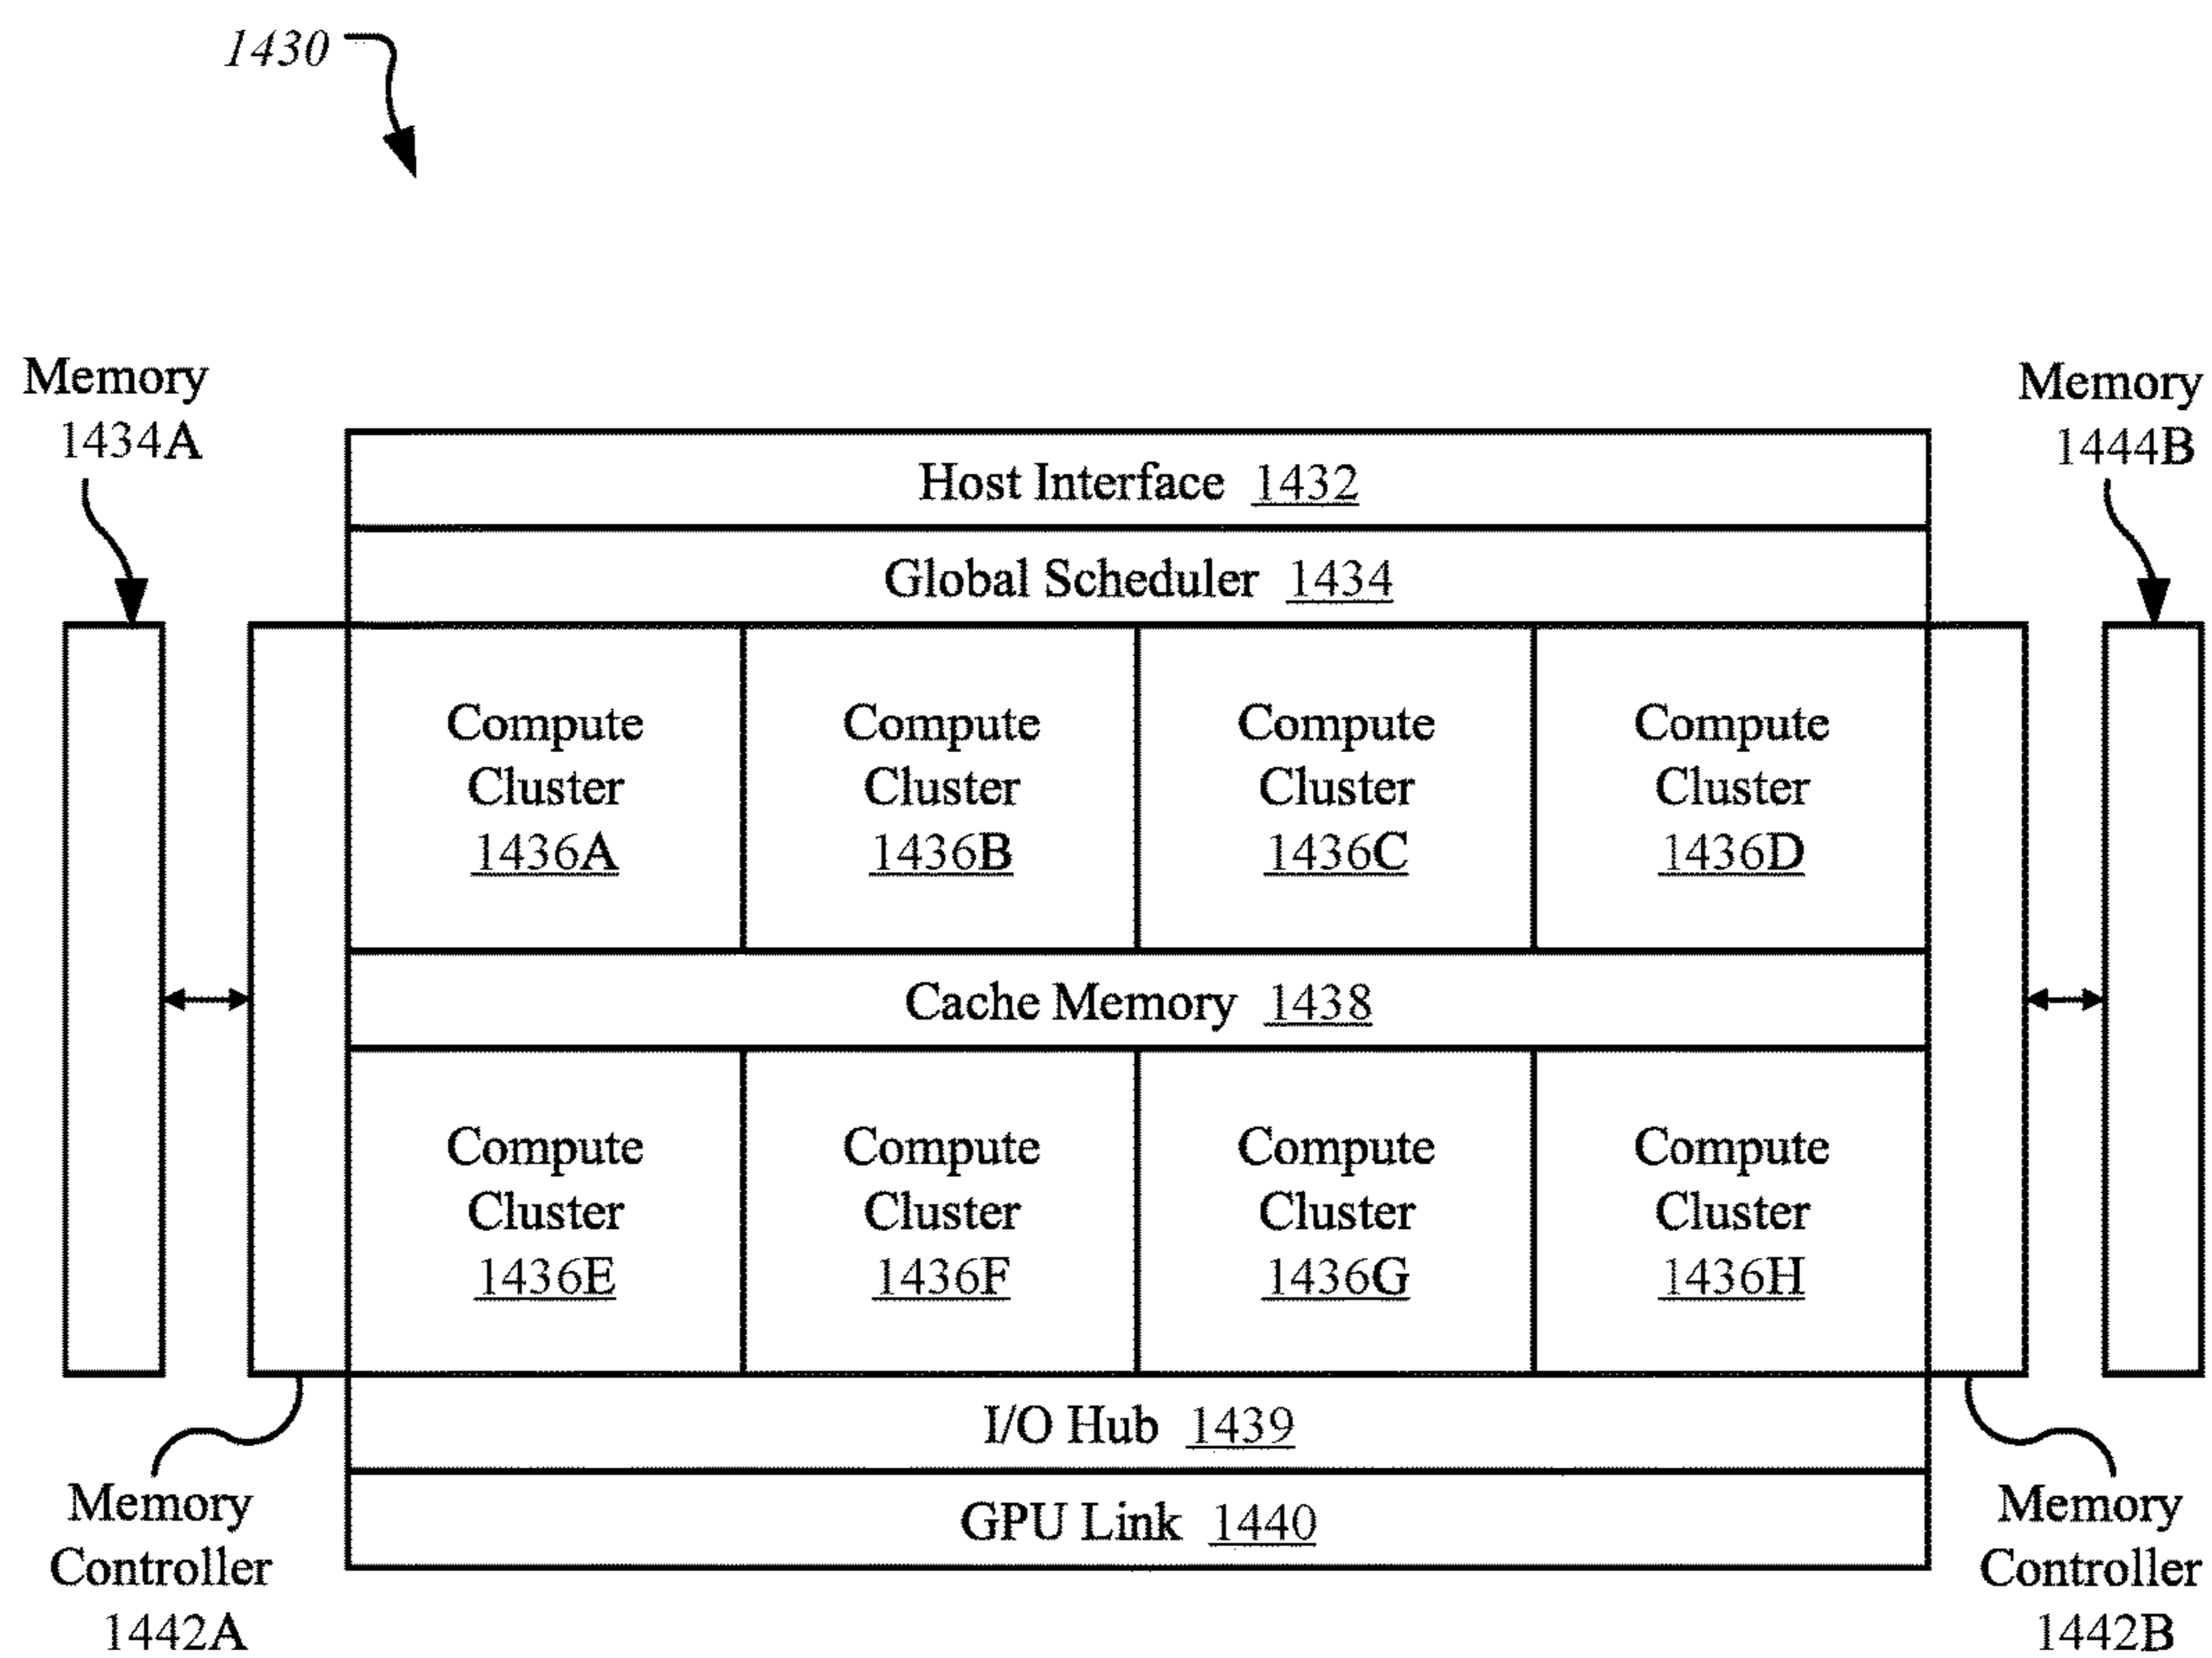 1430
Memory
1434A
Memory
1444B
Host Interface 1432
Global Scheduler 1434
Compute
Cluster
1436A
Compute
Cluster
1436B
Compute
Cluster
1436C
Compute
Cluster
1436D
Cache Memory 1438
Compute
Cluster
1436E
Compute
Cluster
1436F
Compute
Cluster
1436G
Compute
Cluster
1436H
I/O Hub 1439
GPU Link 1440
Memory
Controller
1442A
Memory
Controller
1442B